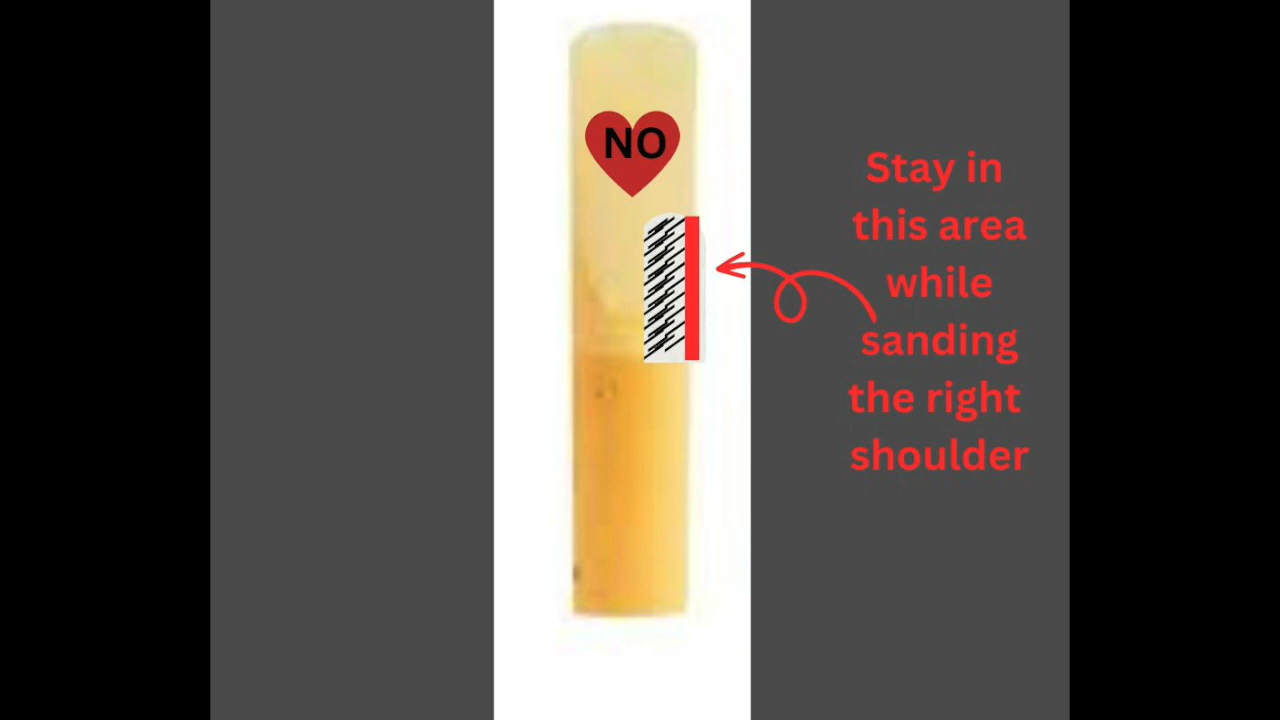 NO
Stay in
this area
while
sanding
the right
shoulder